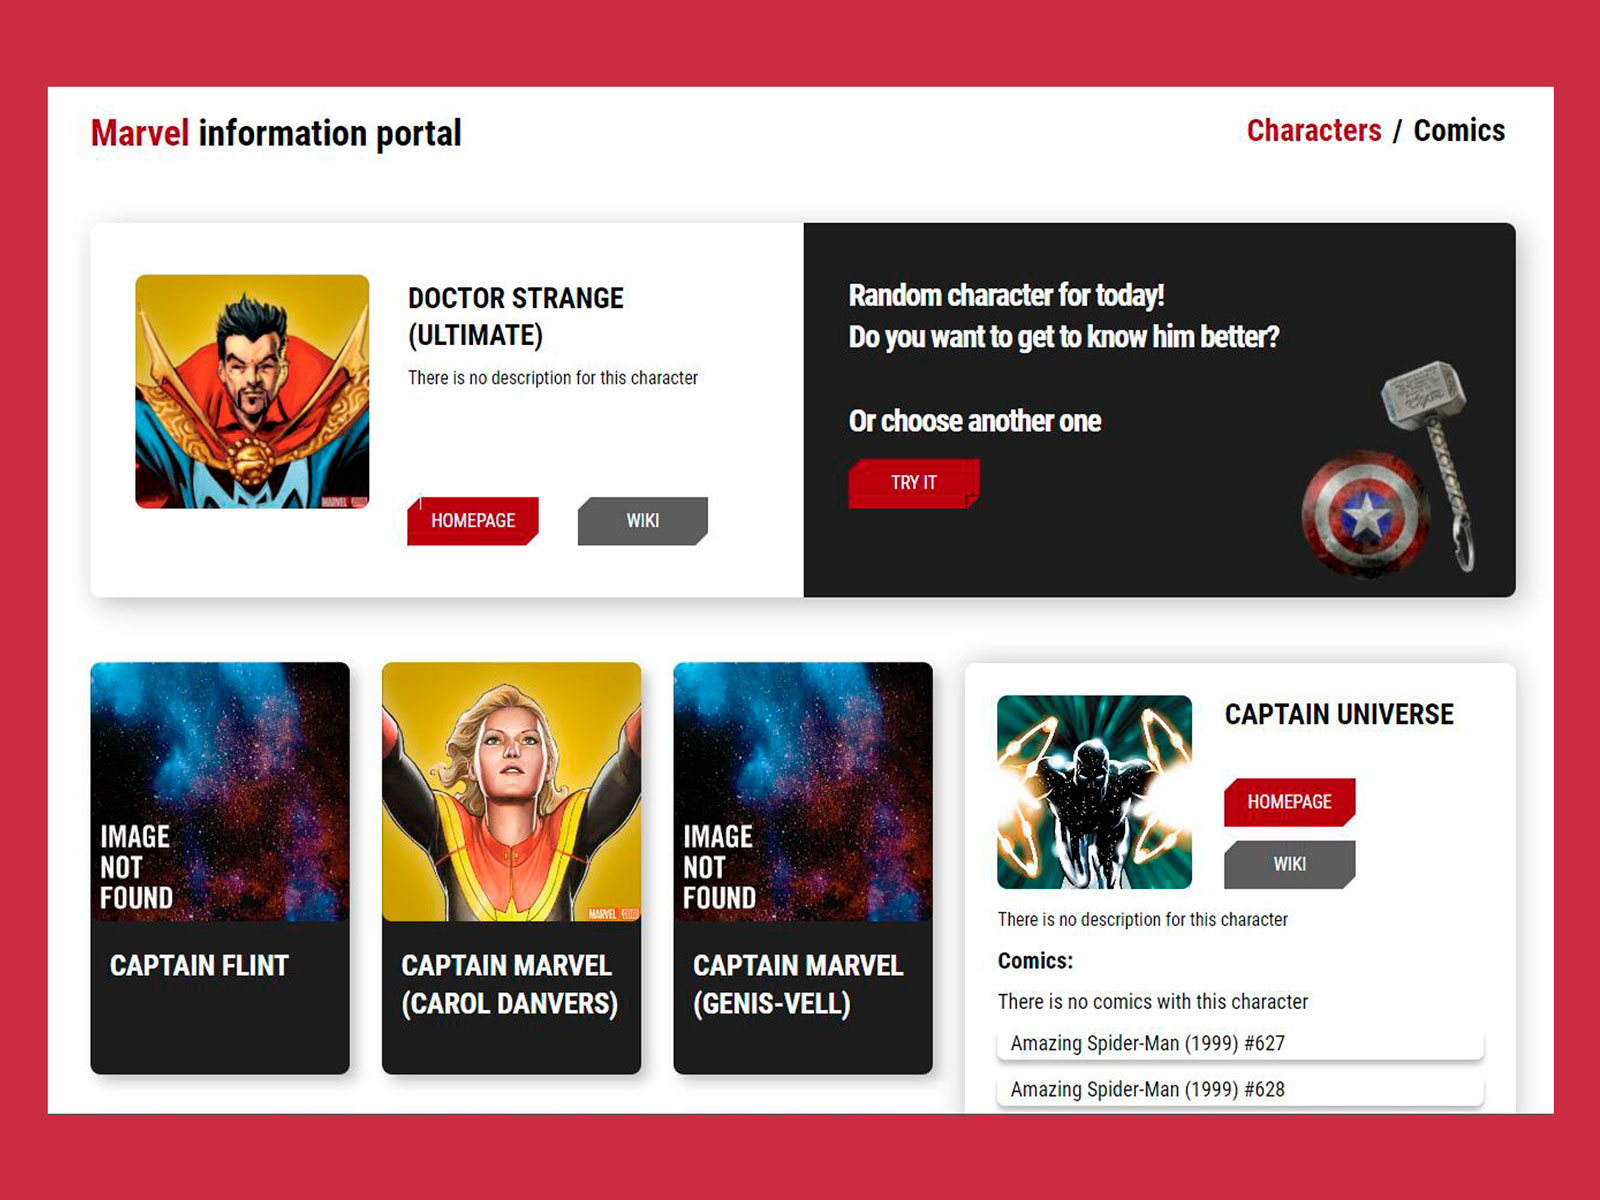 Marvel information portal
Characters / Comics
DOCTOR STRANGE
(ULTIMATE)
There is no description for this character
HOMEPAGE
WIKI
MARVEL
Random character for today!
Do you want to get to know him better?
Or choose another one
TRY IT
IMAGE
NOT
FOUND
CAPTAIN FLINT
MARVEL
CAPTAIN MARVEL
(CAROL DANVERS)
IMAGE
NOT
FOUND
CAPTAIN MARVEL
(GENIS-VELL)
CAPTAIN UNIVERSE
HOMEPAGE
WIKI
There is no description for this character
Comics:
There is no comics with this character
Amazing Spider-Man (1999) #627
Amazing Spider-Man (1999) #628